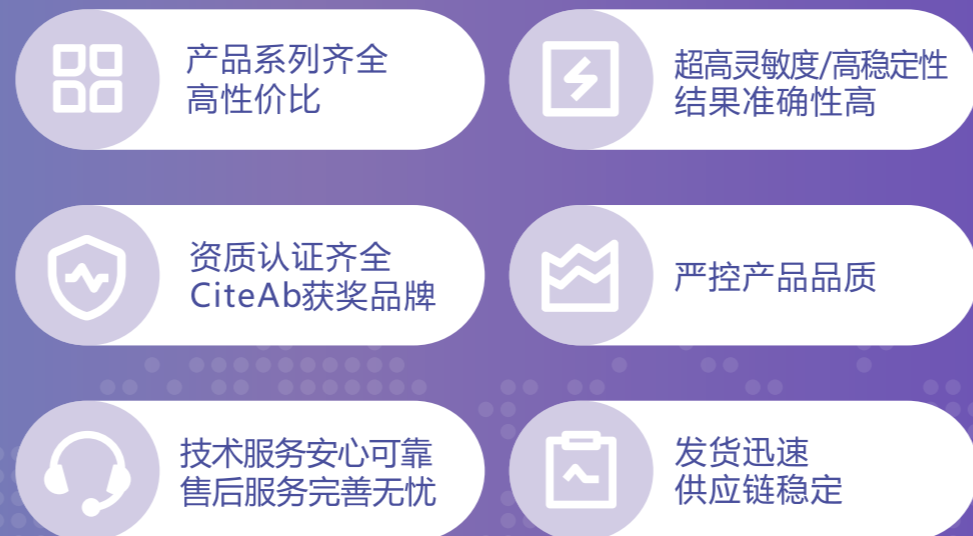 产品系列齐全
高性价比
超高灵敏度/高稳定性
结果准确性高
资质认证齐全
CiteAb获奖品牌
严控产品品质
技术服务安心可靠
售后服务完善无忧
发货迅速
供应链稳定